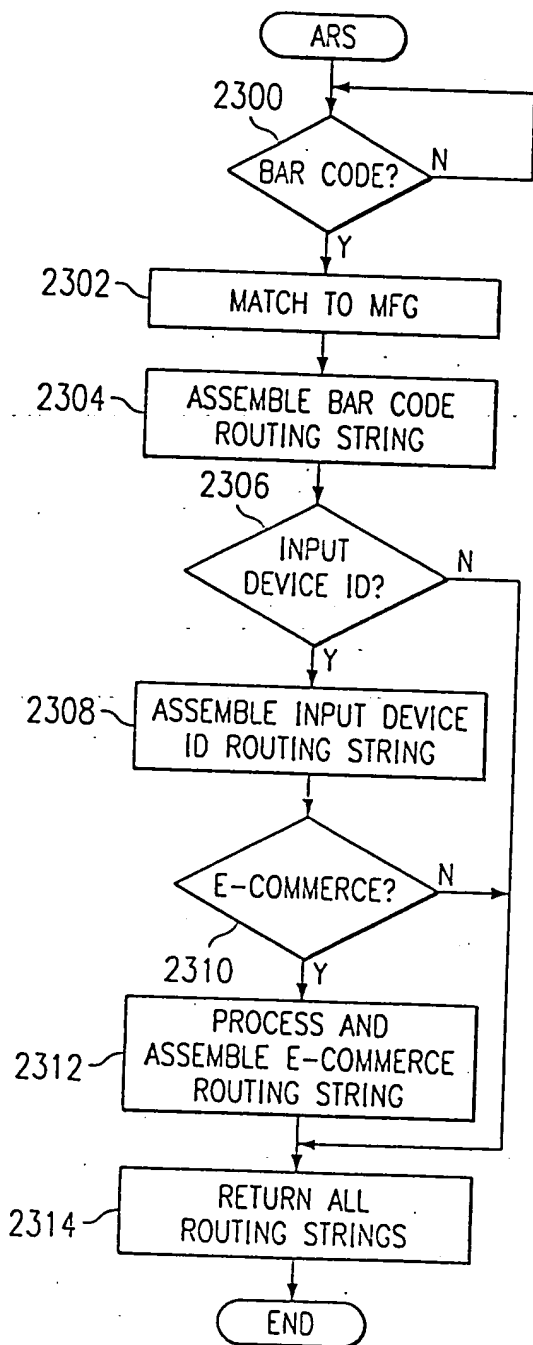 ARS
2300
BAR CODE?
N
Y
2302
MATCH TO MFG
2304
ASSEMBLE BAR CODE
ROUTING STRING
2306
INPUT
DEVICE ID?
N
Y
2308
ASSEMBLE INPUT DEVICE
ID ROUTING STRING
E-COMMERCE?
N
2310
Y
2312
PROCESS AND
ASSEMBLE E-COMMERCE
ROUTING STRING
2314
RETURN ALL
ROUTING STRINGS
END